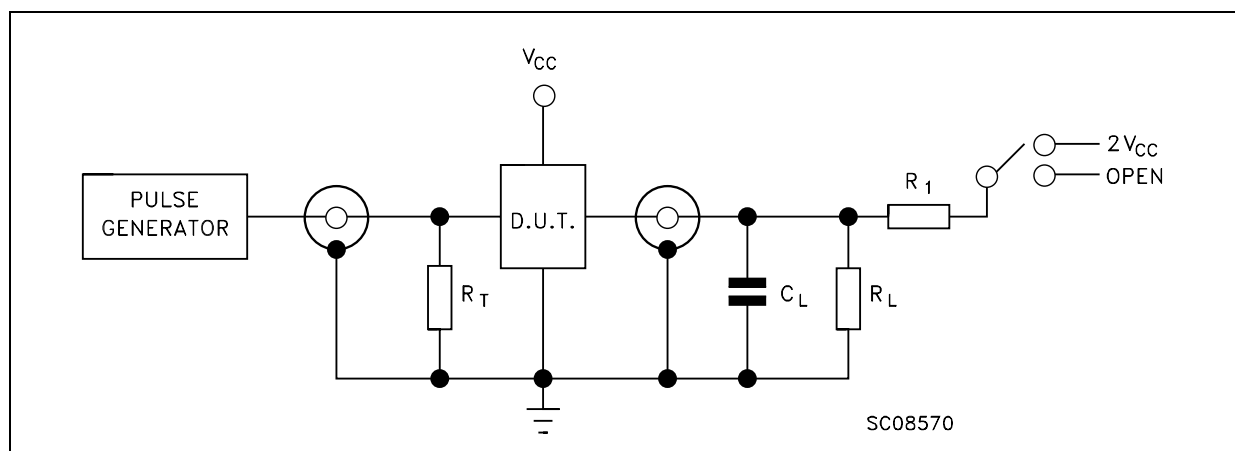 VCC
2VCC
OPEN
PULSE
GENERATOR
D.U.T.
R1
RT
CL
RL
SC08570